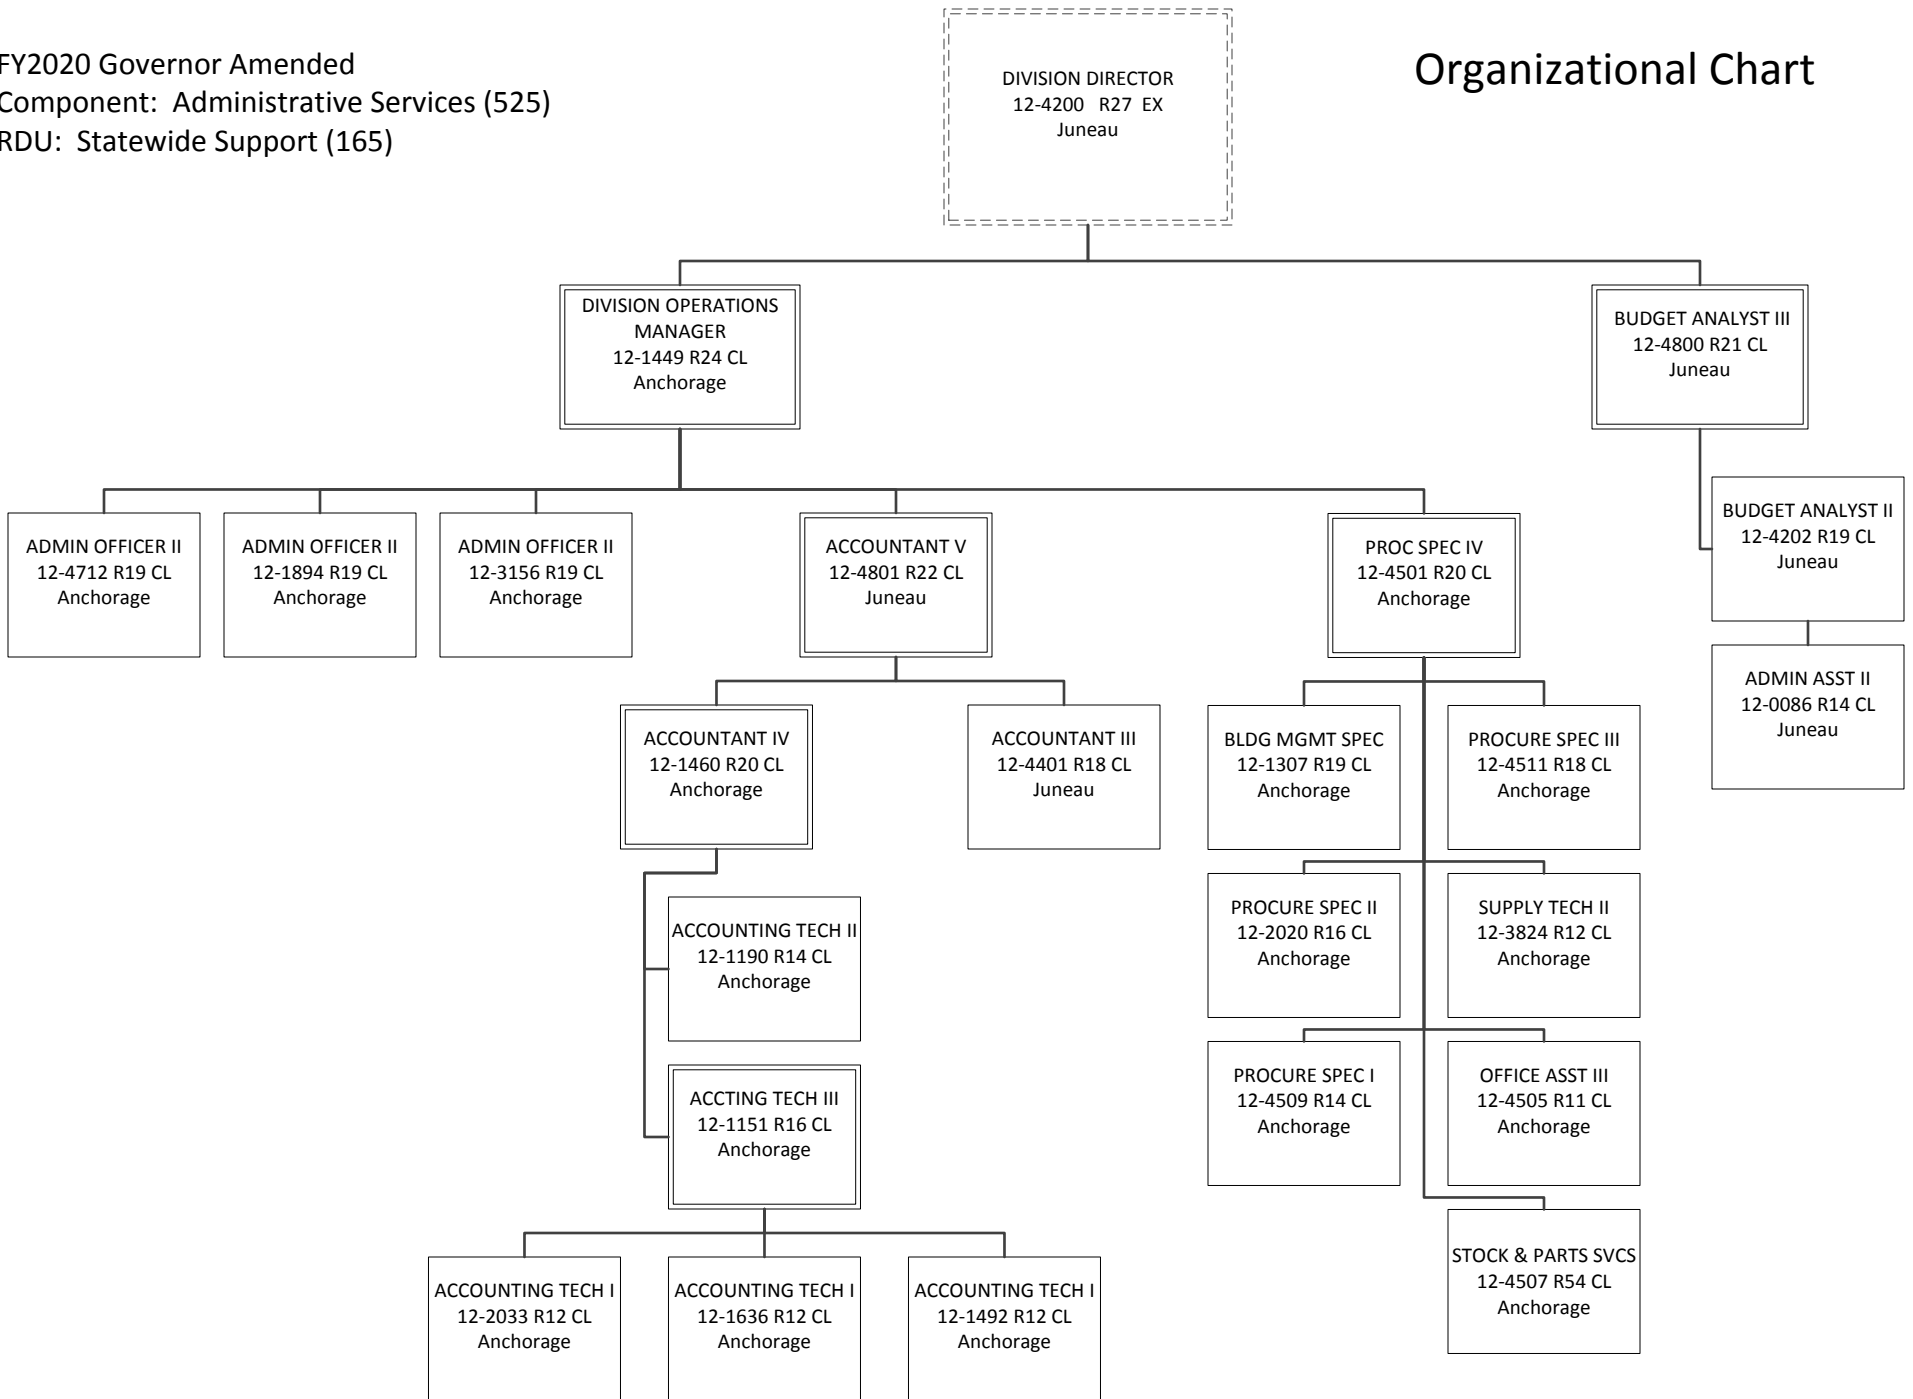 FY2020 Governor Amended
Component:  Administrative Services (525)
RDU:  Statewide Support (165)
Organizational Chart
DIVISION DIRECTOR
12-4200   R27  EX
Juneau
DIVISION OPERATIONS
MANAGER
12-1449 R24 CL
Anchorage
BUDGET ANALYST III
12-4800 R21 CL
Juneau
ADMIN OFFICER II
12-4712 R19 CL
Anchorage
ADMIN OFFICER II
12-1894 R19 CL
Anchorage
ADMIN OFFICER II
12-3156 R19 CL
Anchorage
ACCOUNTANT V
12-4801 R22 CL
Juneau
PROC SPEC IV
12-4501 R20 CL
Anchorage
BUDGET ANALYST II
12-4202 R19 CL
Juneau
ADMIN ASST II
12-0086 R14 CL
Juneau
ACCOUNTANT IV
12-1460 R20 CL
Anchorage
ACCOUNTANT III
12-4401 R18 CL
Juneau
BLDG MGMT SPEC
12-1307 R19 CL
Anchorage
PROCURE SPEC III
12-4511 R18 CL
Anchorage
ACCOUNTING TECH II
12-1190 R14 CL
Anchorage
PROCURE SPEC II
12-2020 R16 CL
Anchorage
SUPPLY TECH II
12-3824 R12 CL
Anchorage
ACCTING TECH III
12-1151 R16 CL
Anchorage
PROCURE SPEC I
12-4509 R14 CL
Anchorage
OFFICE ASST III
12-4505 R11 CL
Anchorage
STOCK & PARTS SVCS
12-4507 R54 CL
Anchorage
ACCOUNTING TECH I
12-2033 R12 CL
Anchorage
ACCOUNTING TECH I
12-1636 R12 CL
Anchorage
ACCOUNTING TECH I
12-1492 R12 CL
Anchorage